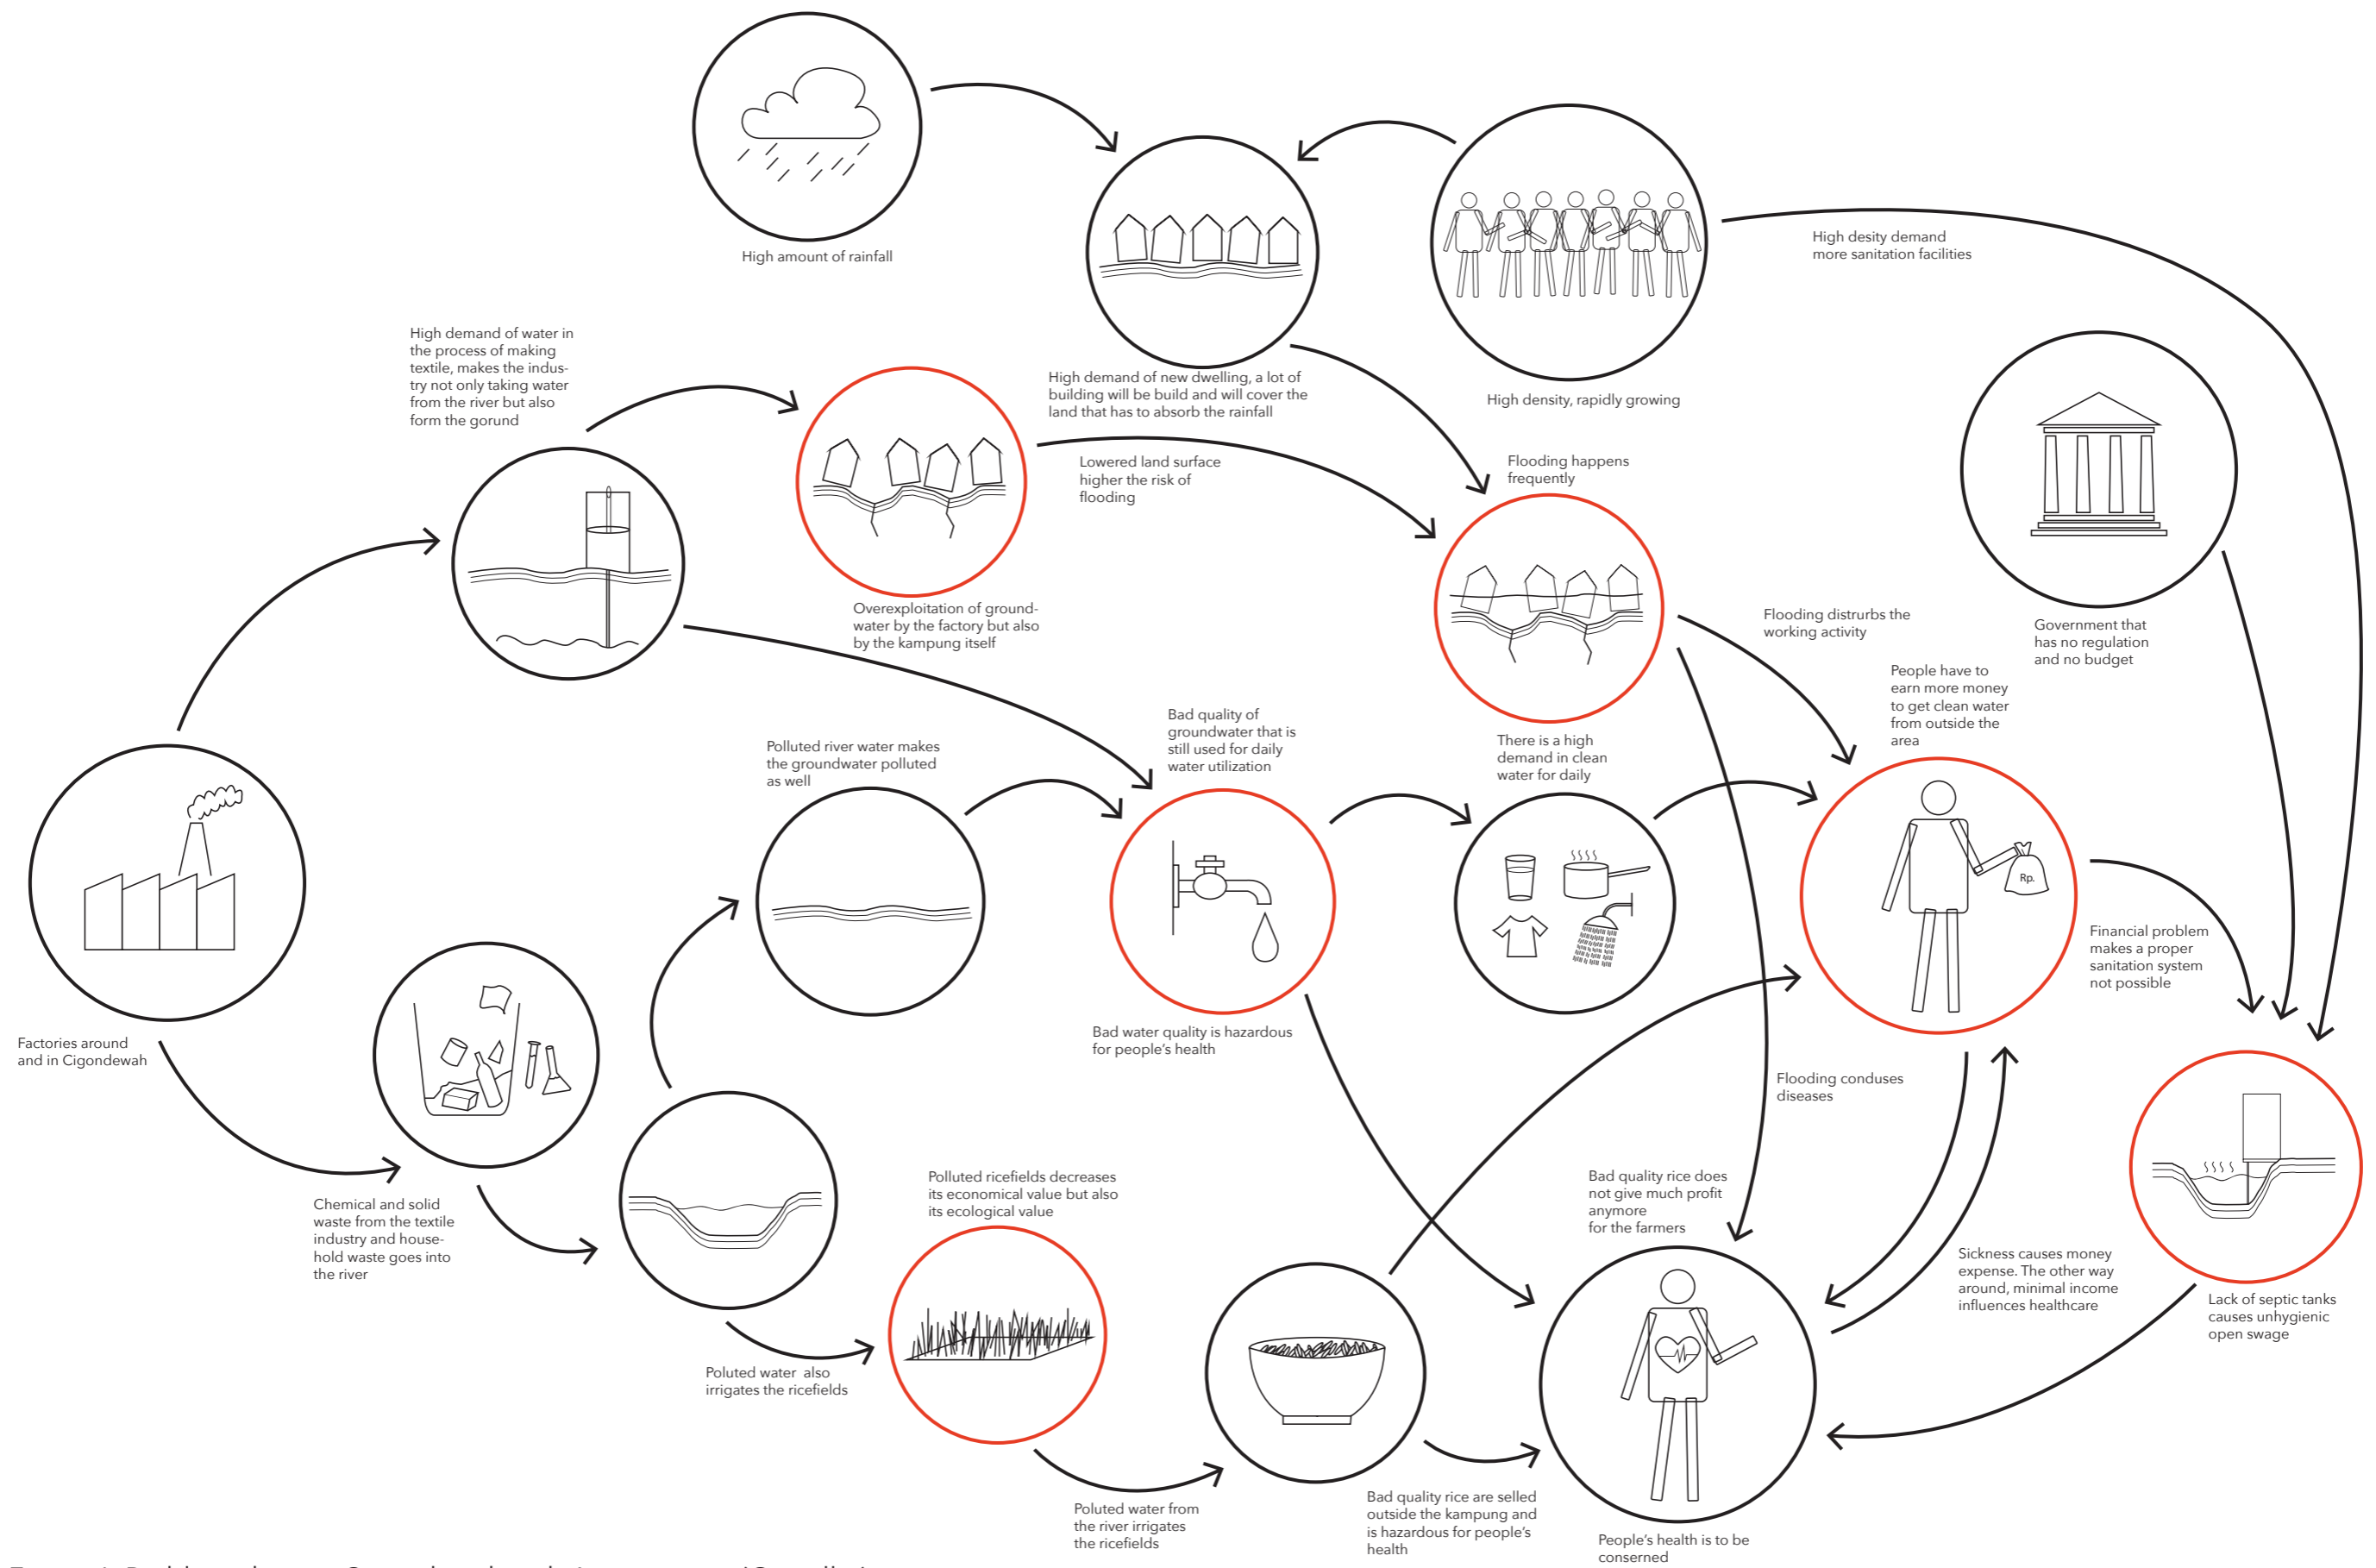 High amount of rainfall
High desity demand
more sanitation facilities
High demand of water in
the process of making
textile, makes the indus-
try not only taking water
from the river but also
form the gorund
High demand of new dwelling, a lot of
building will be build and will cover the
land that has to absorb the rainfall
High density, rapidly growing
Lowered land surface
higher the risk of
flooding
Flooding happens
frequently
Overexploitation of ground-
water by the factory but also
by the kampung itself
Flooding distrurbs the
working activity
Government that
has no regulation
and no budget
People have to
earn more money
to get clean water
from outside the
area
Bad quality of
groundwater that is
still used for daily
water utilization
Polluted river water makes
the groundwater polluted
as well
There is a high
demand in clean
water for daily
Rp.
Financial problem
makes a proper
sanitation system
not possible
Factories around
and in Cigondewah
Bad water quality is hazardous
for people's health
Flooding conduses
diseases
Chemical and solid
waste from the textile
industry and house-
hold waste goes into
the river
Polluted ricefields decreases
its economical value but also
its ecological value
Bad quality rice does
not give much profit
anymore
for the farmers
Sickness causes money
expense. The other way
around, minimal income
influences healthcare
Lack of septic tanks
causes unhygienic
open swage
Poluted water also
irrigates the ricefields
Poluted water from
the river irrigates
the ricefields
Bad quality rice are selled
outside the kampung and
is hazardous for people's
health
People's health is to be
conserned